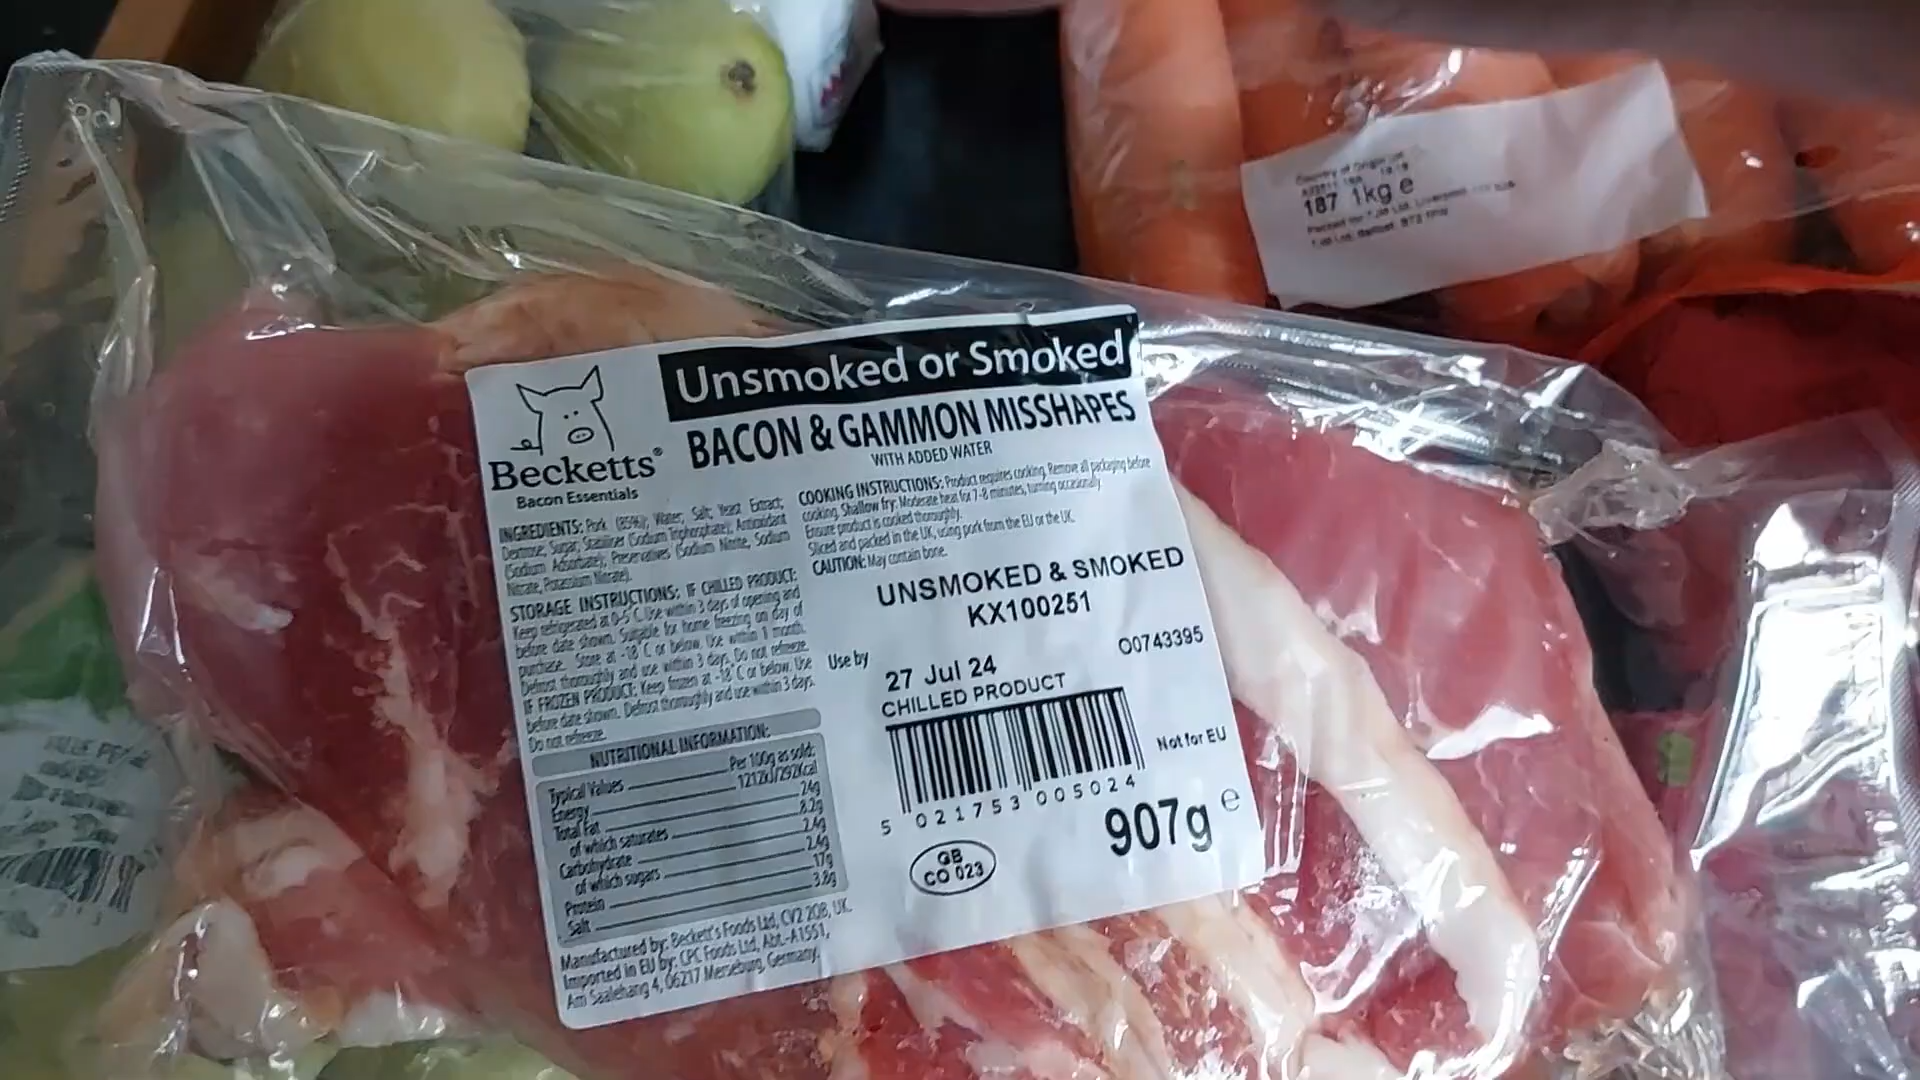 Unsmoked or Smoked
BACON & GAMMON MISSHAPES
WITH ADDED WATER
Becketts®
Bacon Essentials
INGREDIENTS: Pork (85%); Water; Salt; Yeast Extract;
Dextrose; Sugar; Stabiliser (Sodium Triphosphate); Antioxidant
(Sodium Adsorbate); Preservatives (Sodium Nitrite, Sodium
Nitrate, Potassium Nitrate).
STORAGE INSTRUCTIONS: IF CHILLED PRODUCT:
Keep refrigerated at 0-5°C. Use within 3 days of opening and
before date shown. Suitable for home freezing on day of
purchase. Store at -18°C or below. Use within 1 month.
Defrost thoroughly and use within 3 days. Do not refreeze.
IF FROZEN PRODUCT: Keep frozen at -18°C or below. Use
before date shown. Defrost thoroughly and use within 3 days.
Do not refreeze.
NUTRITIONAL INFORMATION:
Typical Values Per 100g as sold:
Energy 1212kJ/292Kcal
Total Fat 24g
of which saturates 8.2g
Carbohydrate 2.4g
of which sugars 2.4g
Protein 17g
Salt 3.8g
Manufactured by: Beckett's Foods Ltd, CV2 2QB, UK.
Imported in EU by: CPC Foods Ltd, Abt.-A1551,
Am Saalehang 4, 06217 Merseburg, Germany.
COOKING INSTRUCTIONS: Product requires cooking. Remove all packaging before
cooking. Shallow fry: Moderate heat for 7-8 minutes, turning occasionally.
Ensure product is cooked thoroughly.
Sliced and packed in the UK, using pork from the EU or the UK.
CAUTION: May contain bone.
UNSMOKED & SMOKED
KX100251
O0743395
Use by
27 Jul 24
CHILLED PRODUCT
Not for EU
5 021753 005024
907g e
GB
CO 023
Country of Origin
187 1kg e